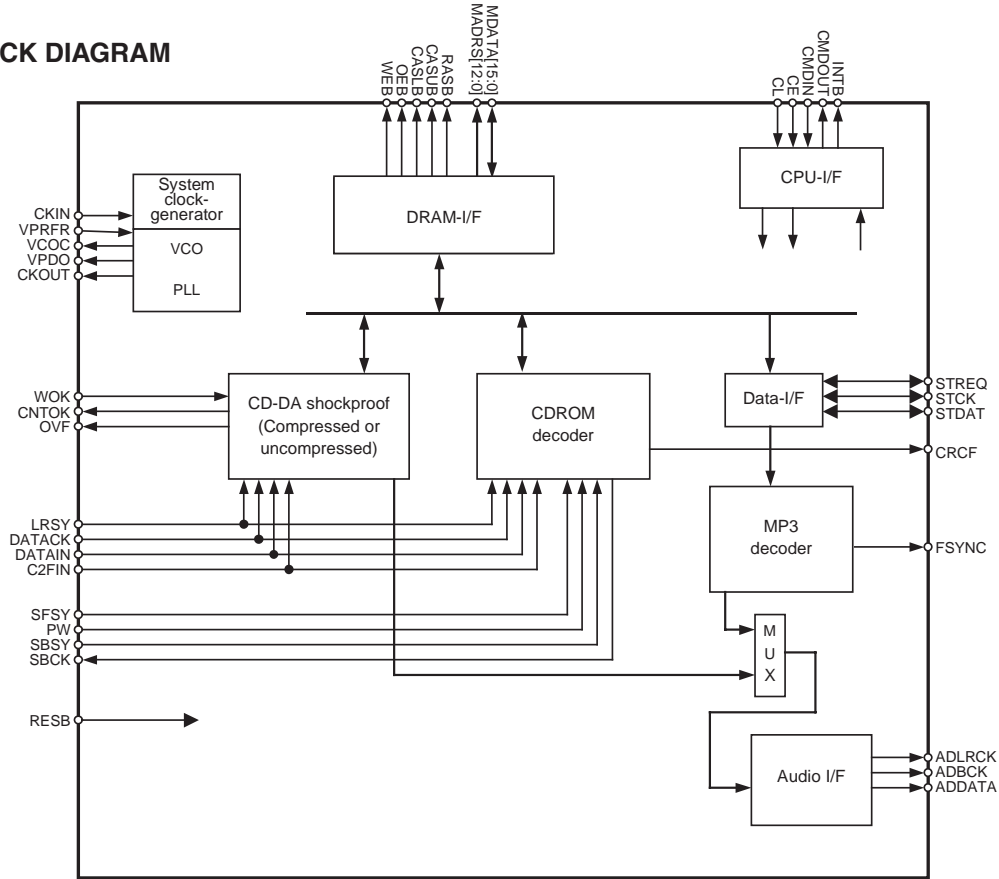 CK DIAGRAM
WEB
OEB
CASLB
CASUB
RASB
MADRS[12:0]
MDATA[15:0]
CL
CE
CMDIN
CMDOUT
INTB
System
clock-
generator
VCO
PLL
CKIN
VPRFR
VCOC
VPDO
CKOUT
DRAM-I/F
CPU-I/F
WOK
CNTOK
OVF
CD-DA shockproof
(Compressed or
uncompressed)
CDROM
decoder
Data-I/F
STREQ
STCK
STDAT
CRCF
LRSY
DATACK
DATAIN
C2FIN
MP3
decoder
FSYNC
SFSY
PW
SBSY
SBCK
M
U
X
RESB
Audio I/F
ADLRCK
ADBCK
ADDATA